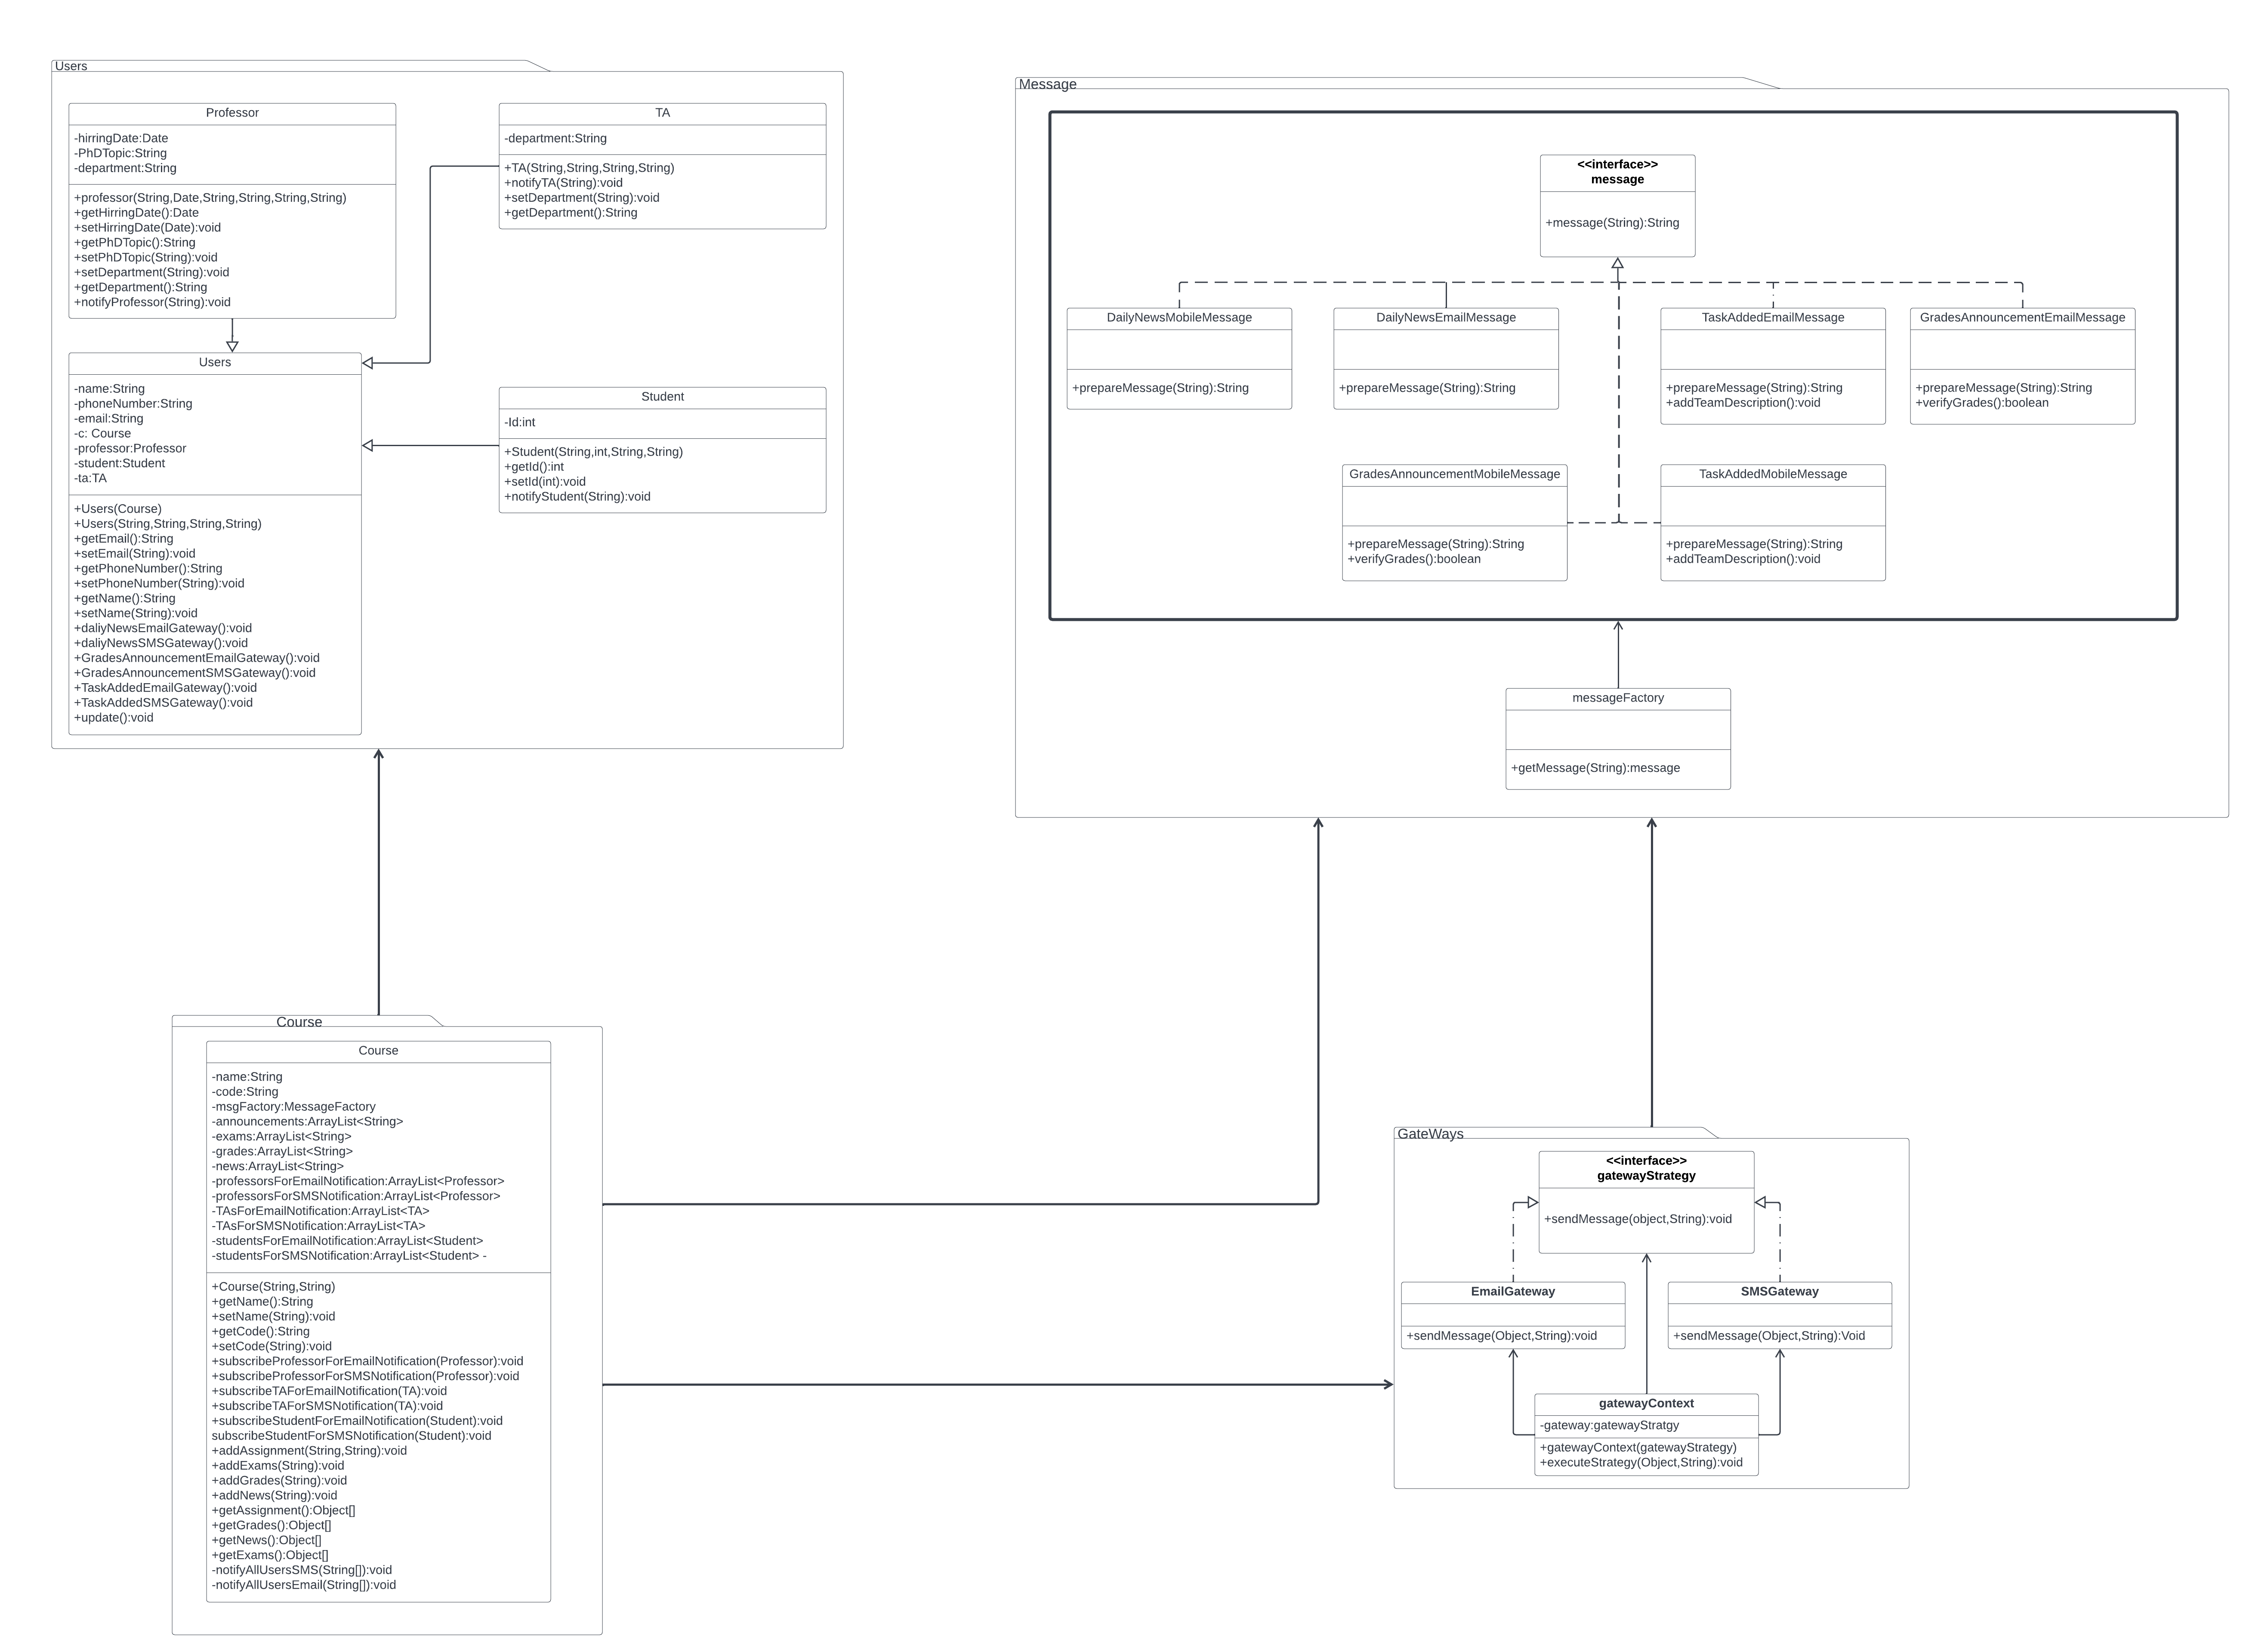 Users
Professor
-hirringDate:Date
-PhDTopic:String
-department:String
+professor(String,Date,String,String,String,String)
+getHirringDate():Date
+setHirringDate(Date):void
+getPhDTopic():String
+setPhDTopic(String):void
+setDepartment(String):void
+getDepartment():String
+notifyProfessor(String):void
TA
-department:String
+TA(String,String,String,String)
+notifyTA(String):void
+setDepartment(String):void
+getDepartment():String
Users
-name:String
-phoneNumber:String
-email:String
-c: Course
-professor:Professor
-student:Student
-ta:TA
+Users(Course)
+Users(String,String,String,String)
+getEmail():String
+setEmail(String):void
+getPhoneNumber():String
+setPhoneNumber(String):void
+getName():String
+setName(String):void
+daliyNewsEmailGateway():void
+daliyNewsSMSGateway():void
+GradesAnnouncementEmailGateway():void
+GradesAnnouncementSMSGateway():void
+TaskAddedEmailGateway():void
+TaskAddedSMSGateway():void
+update():void
Student
-Id:int
+Student(String,int,String,String)
+getId():int
+setId(int):void
+notifyStudent(String):void
Message
<<interface>>
message
+message(String):String
DailyNewsMobileMessage
+prepareMessage(String):String
DailyNewsEmailMessage
+prepareMessage(String):String
TaskAddedEmailMessage
+prepareMessage(String):String
+addTeamDescription():void
GradesAnnouncementEmailMessage
+prepareMessage(String):String
+verifyGrades():boolean
GradesAnnouncementMobileMessage
+prepareMessage(String):String
+verifyGrades():boolean
TaskAddedMobileMessage
+prepareMessage(String):String
+addTeamDescription():void
messageFactory
+getMessage(String):message
Course
Course
-name:String
-code:String
-msgFactory:MessageFactory
-announcements:ArrayList<String>
-exams:ArrayList<String>
-grades:ArrayList<String>
-news:ArrayList<String>
-professorsForEmailNotification:ArrayList<Professor>
-professorsForSMSNotification:ArrayList<Professor>
-TAsForEmailNotification:ArrayList<TA>
-TAsForSMSNotification:ArrayList<TA>
-studentsForEmailNotification:ArrayList<Student>
-studentsForSMSNotification:ArrayList<Student> -
+Course(String,String)
+getName():String
+setName(String):void
+getCode():String
+setCode(String):void
+subscribeProfessorForEmailNotification(Professor):void
+subscribeProfessorForSMSNotification(Professor):void
+subscribeTAForEmailNotification(TA):void
+subscribeTAForSMSNotification(TA):void
+subscribeStudentForEmailNotification(Student):void
subscribeStudentForSMSNotification(Student):void
+addAssignment(String,String):void
+addExams(String):void
+addGrades(String):void
+addNews(String):void
+getAssignment():Object[]
+getGrades():Object[]
+getNews():Object[]
+getExams():Object[]
-notifyAllUsersSMS(String[]):void
-notifyAllUsersEmail(String[]):void
GateWays
<<interface>>
gatewayStrategy
+sendMessage(object,String):void
EmailGateway
+sendMessage(Object,String):void
SMSGateway
+sendMessage(Object,String):Void
gatewayContext
-gateway:gatewayStratgy
+gatewayContext(gatewayStrategy)
+executeStrategy(Object,String):void